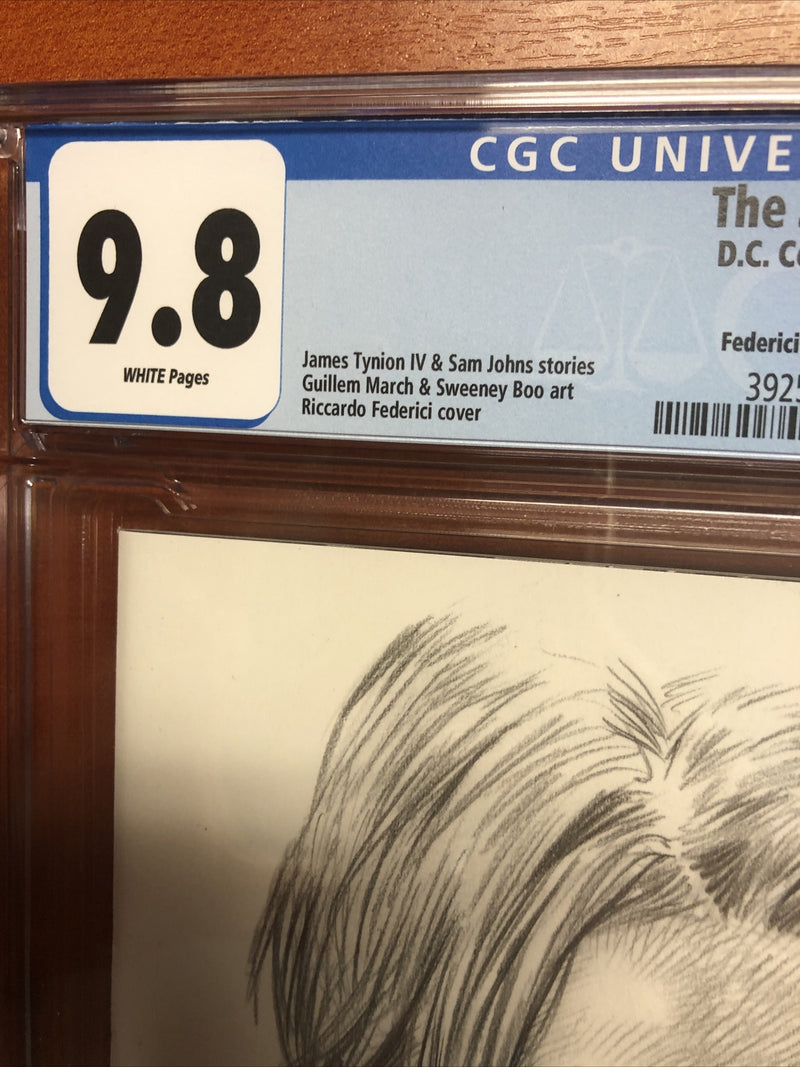 CGC UNIVE
The
D.C. Co
9.8
WHITE Pages
James Tynion IV & Sam Johns stories
Guillem March & Sweeney Boo art
Riccardo Federici cover
Federici
3925